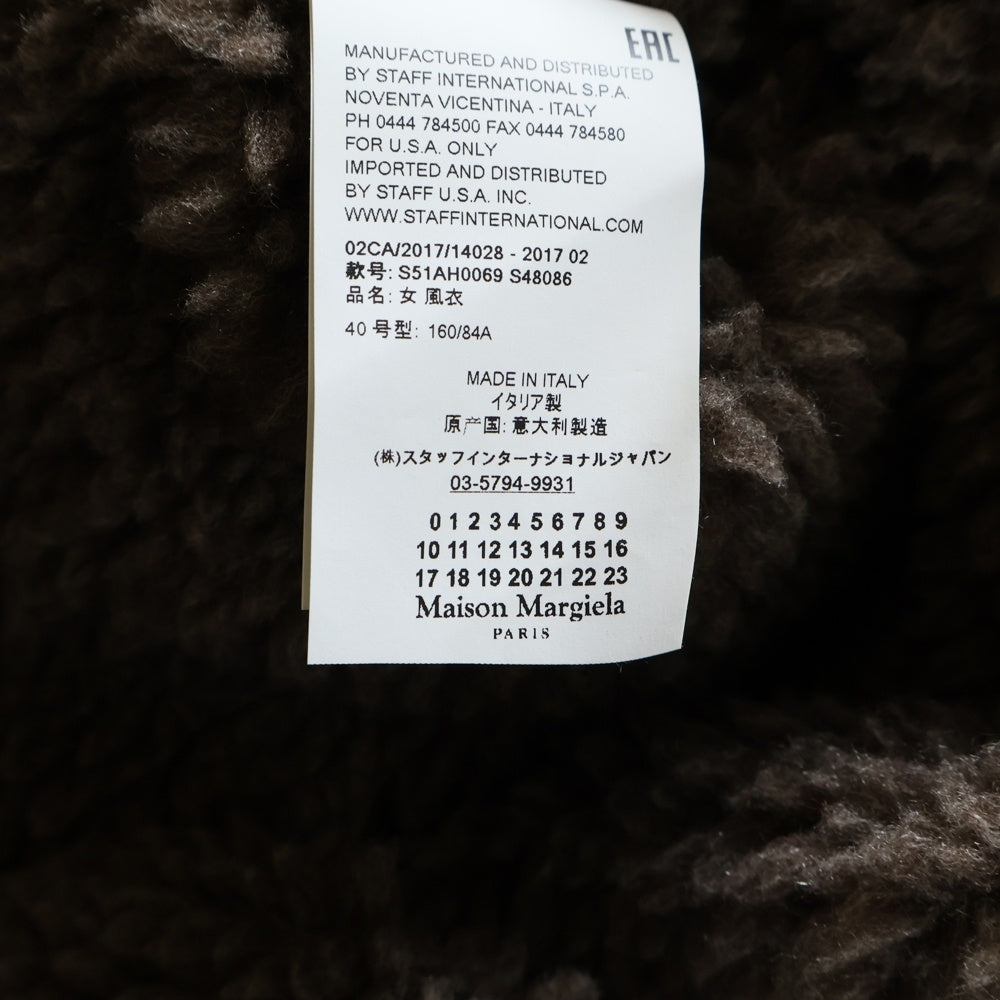 EAC
MANUFACTURED AND DISTRIBUTED
BY STAFF INTERNATIONAL S.P.A.
NOVENTA VICENTINA - ITALY
PH 0444 784500 FAX 0444 784580
FOR U.S.A. ONLY
IMPORTED AND DISTRIBUTED
BY STAFF U.S.A. INC.
WWW.STAFFINTERNATIONAL.COM
02CA/2017/14028 - 2017 02
款号: S51AH0069 S48086
品名: 女 風衣
40 号型: 160/84A
MADE IN ITALY
イタリア製
原产国: 意大利製造
(株)スタッフインターナショナルジャパン
03-5794-9931
0 1 2 3 4 5 6 7 8 9
10 11 12 13 14 15 16
17 18 19 20 21 22 23
Maison Margiela
PARIS